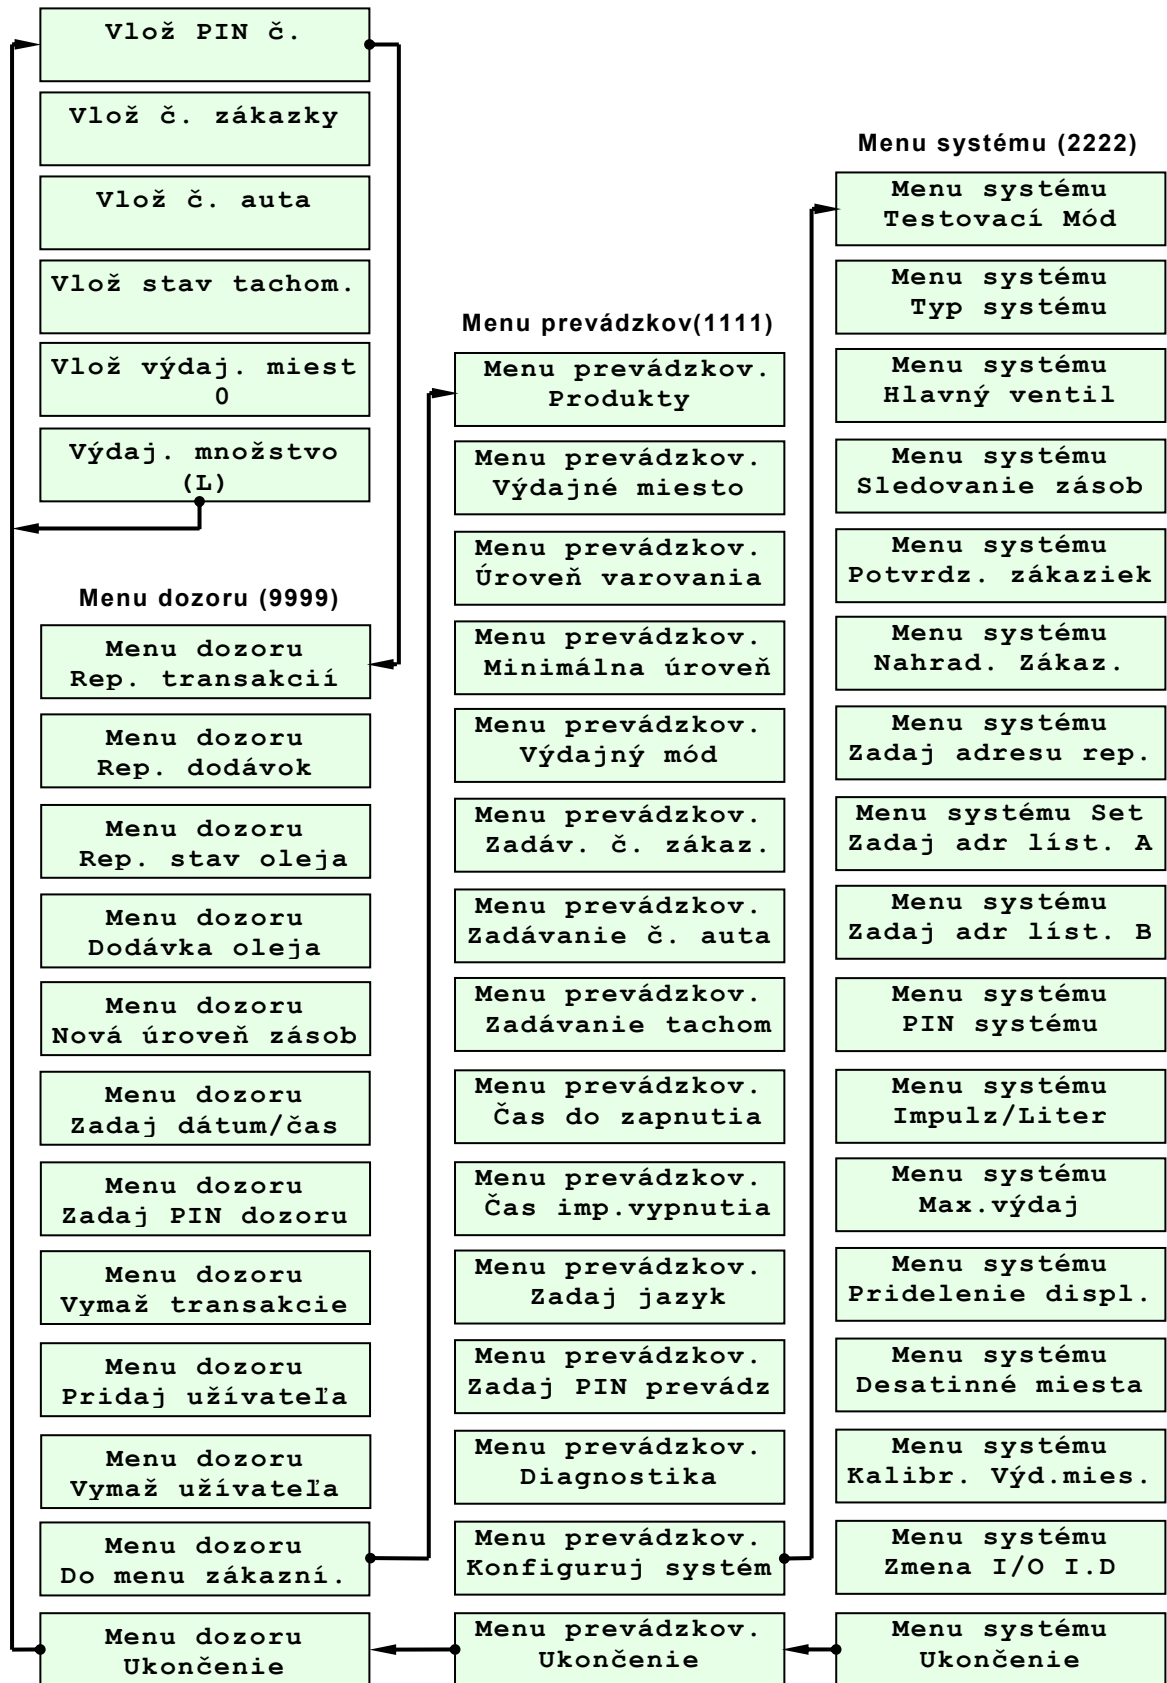 Vlož PIN č.
Vlož č. zákazky
Vlož č. auta
Vlož stav tachom.
Vlož výdaj. miest
0
Výdaj. množstvo
(L)
Menu dozoru (9999)
Menu dozoru
Rep. transakcií
Menu dozoru
Rep. dodávok
Menu dozoru
Rep. stav oleja
Menu dozoru
Dodávka oleja
Menu dozoru
Nová úroveň zásob
Menu dozoru
Zadaj dátum/čas
Menu dozoru
Zadaj PIN dozoru
Menu dozoru
Vymaž transakcie
Menu dozoru
Pridaj užívateľa
Menu dozoru
Vymaž užívateľa
Menu dozoru
Do menu zákazní.
Menu dozoru
Ukončenie
Menu prevádzkov(1111)
Menu prevádzkov.
Produkty
Menu prevádzkov.
Výdajné miesto
Menu prevádzkov.
Úroveň varovania
Menu prevádzkov.
Minimálna úroveň
Menu prevádzkov.
Výdajný mód
Menu prevádzkov.
Zadáv. č. zákaz.
Menu prevádzkov.
Zadávanie č. auta
Menu prevádzkov.
Zadávanie tachom
Menu prevádzkov.
Čas do zapnutia
Menu prevádzkov.
Čas imp.vypnutia
Menu prevádzkov.
Zadaj jazyk
Menu prevádzkov.
Zadaj PIN prevádz
Menu prevádzkov.
Diagnostika
Menu prevádzkov.
Konfiguruj systém
Menu prevádzkov.
Ukončenie
Menu systému (2222)
Menu systému
Testovací Mód
Menu systému
Typ systému
Menu systému
Hlavný ventil
Menu systému
Sledovanie zásob
Menu systému
Potvrdz. zákaziek
Menu systému
Nahrad. Zákaz.
Menu systému
Zadaj adresu rep.
Menu systému Set
Zadaj adr líst. A
Menu systému
Zadaj adr líst. B
Menu systému
PIN systému
Menu systému
Impulz/Liter
Menu systému
Max.výdaj
Menu systému
Pridelenie displ.
Menu systému
Desatinné miesta
Menu systému
Kalibr. Výd.mies.
Menu systému
Zmena I/O I.D
Menu systému
Ukončenie